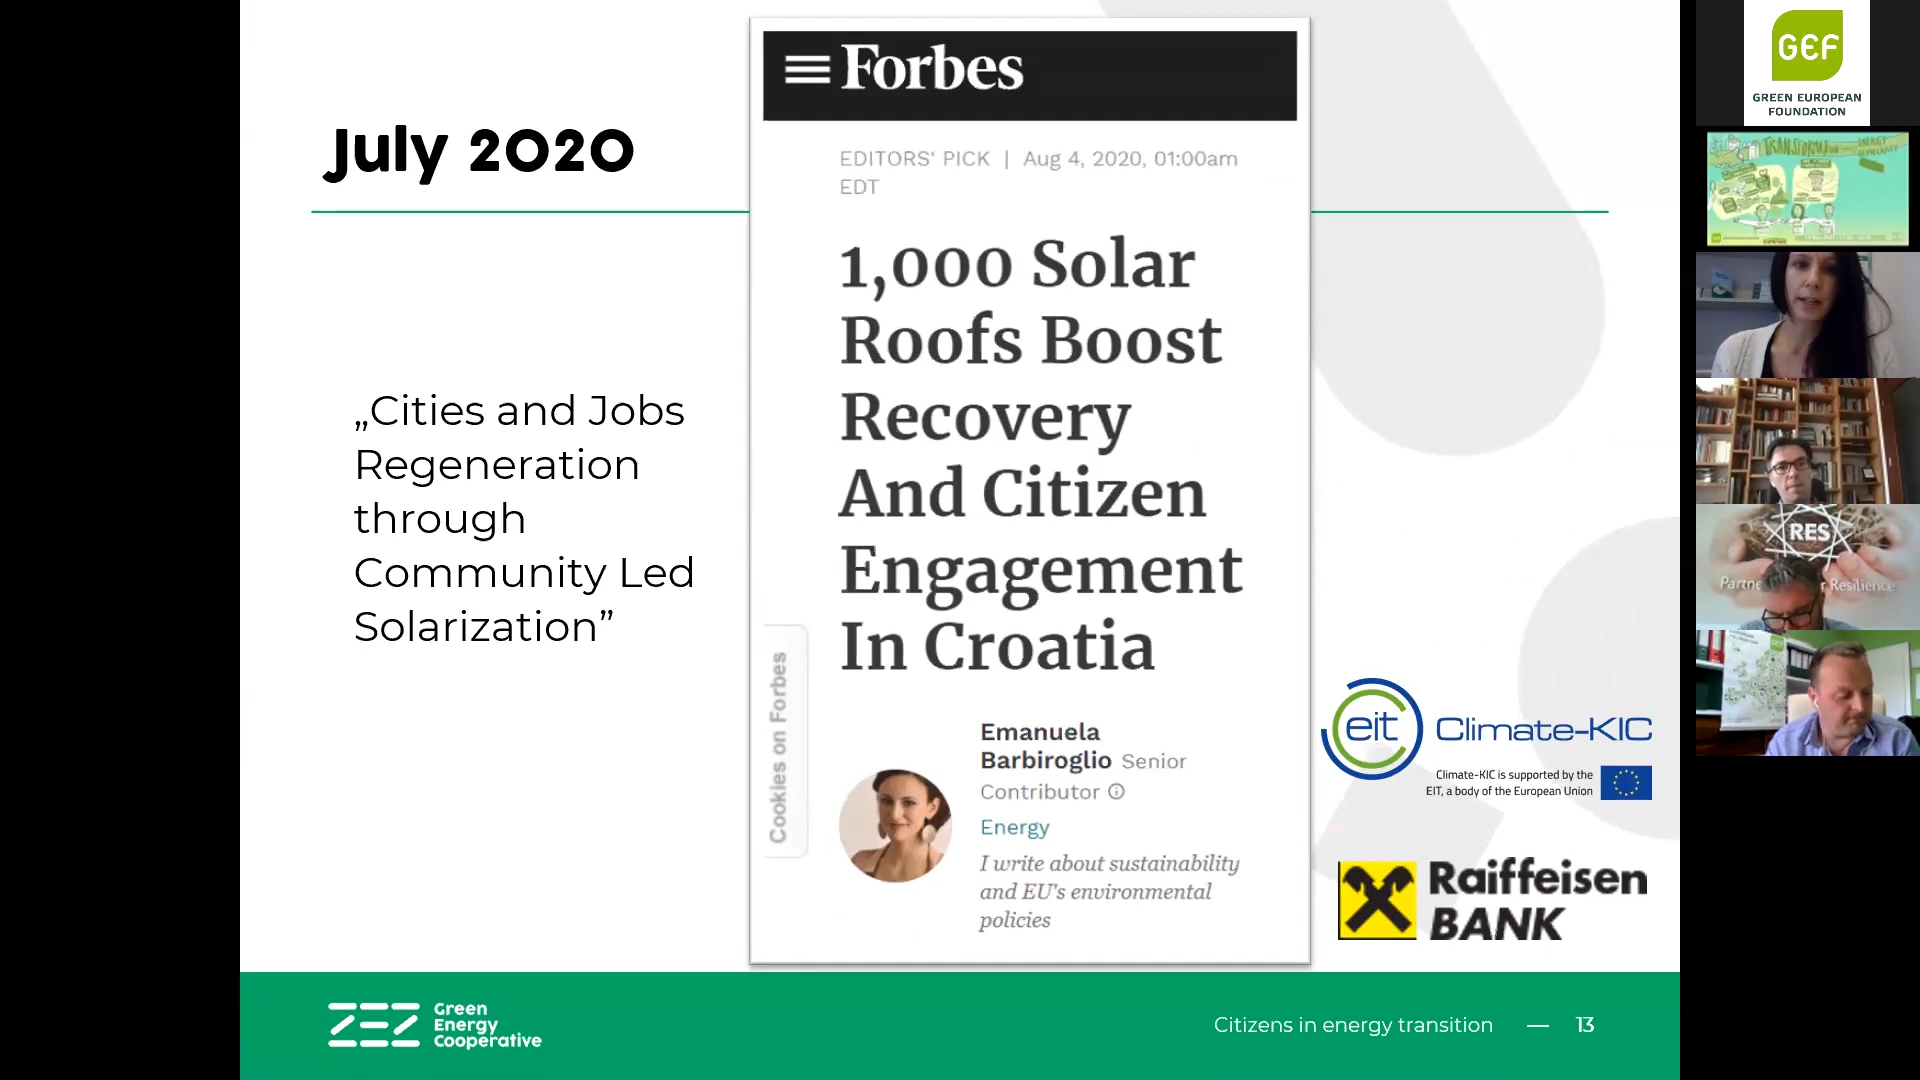 July 2020
„Cities and Jobs
Regeneration
through
Community Led
Solarization”
Forbes
EDITORS' PICK | Aug 4, 2020, 01:00am
EDT
1,000 Solar
Roofs Boost
Recovery
And Citizen
Engagement
In Croatia
Cookies on Forbes
Emanuela
Barbiroglio Senior
Contributor
Energy
I write about sustainability
and EU's environmental
policies
eit Climate-KIC
Climate-KIC is supported by the
EIT, a body of the European Union
Raiffeisen
BANK
ZEZ
Green
Energy
Cooperative
Citizens in energy transition — 13
GEF
GREEN EUROPEAN
FOUNDATION
RES
Resilience